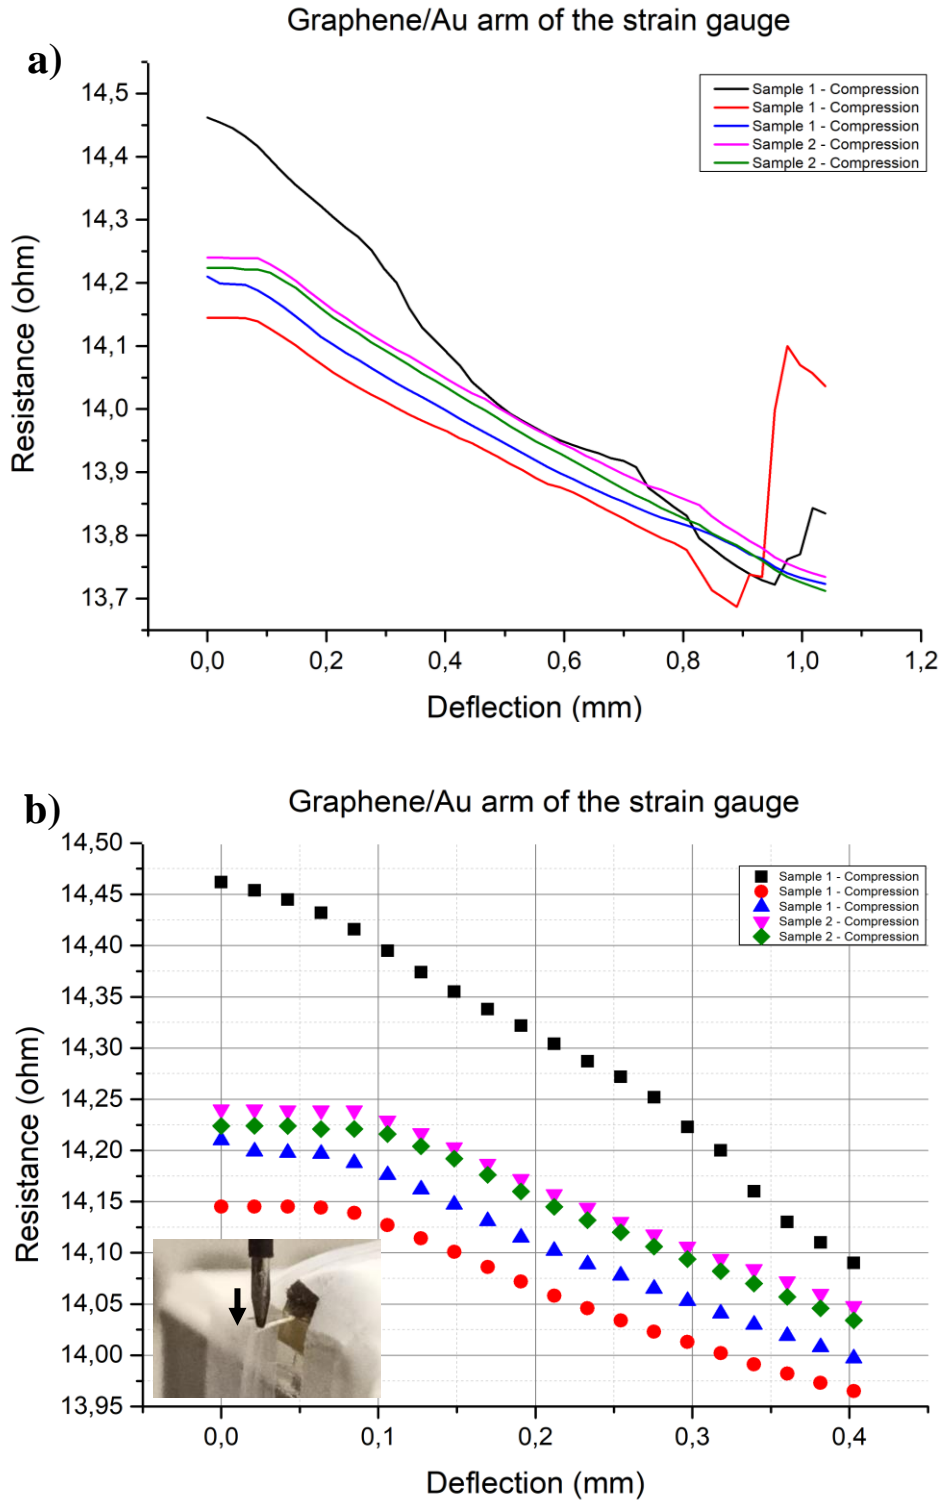 Graphene/Au arm of the strain gauge
a)
14,5
14,4
14,3
14,2
14,1
14,0
13,9
13,8
13,7
Resistance (ohm)
Sample 1 - Compression
Sample 1 - Compression
Sample 1 - Compression
Sample 2 - Compression
Sample 2 - Compression
0,0 0,2 0,4 0,6 0,8 1,0 1,2
Deflection (mm)
b)
Graphene/Au arm of the strain gauge
14,50
14,45
14,40
14,35
14,30
14,25
14,20
14,15
14,10
14,05
14,00
13,95
Resistance (ohm)
Sample 1 - Compression
Sample 1 - Compression
Sample 1 - Compression
Sample 2 - Compression
Sample 2 - Compression
0,0 0,1 0,2 0,3 0,4
Deflection (mm)